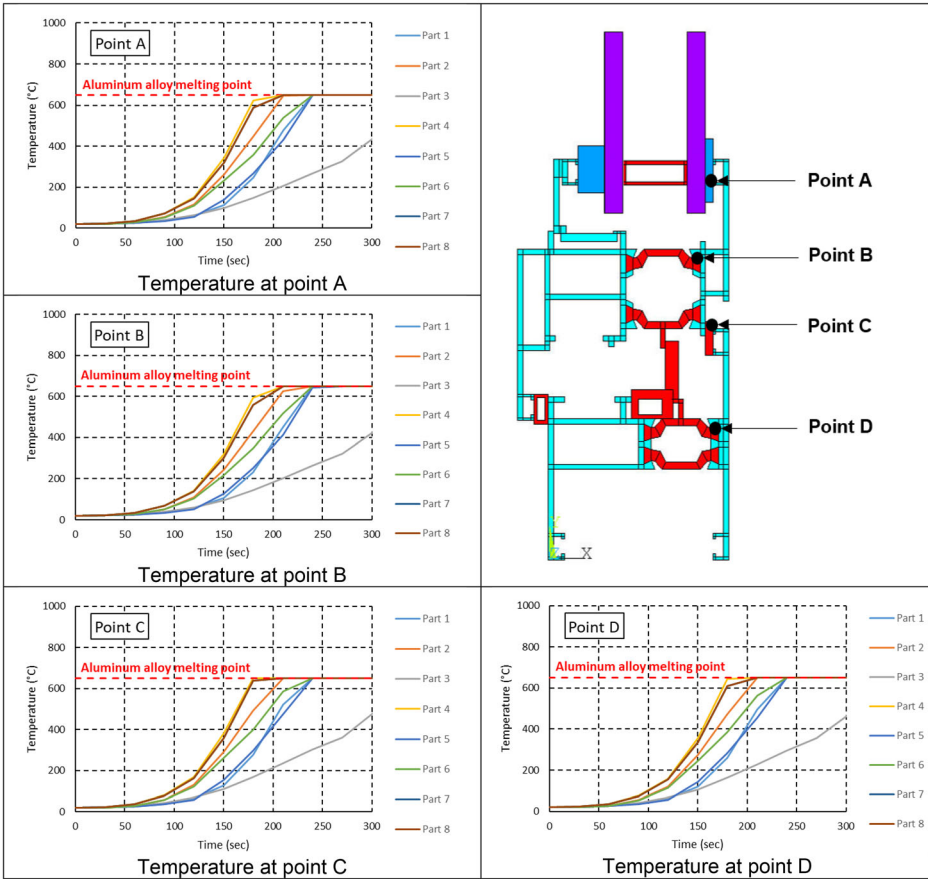 Point A
Aluminum alloy melting point
Temperature (°C)
1000
800
600
400
200
0
0 50 100 150 200 250 300
Time (sec)
Part 1
Part 2
Part 3
Part 4
Part 5
Part 6
Part 7
Part 8
Temperature at point A
Point B
Aluminum alloy melting point
Temperature (°C)
1000
800
600
400
200
0
0 50 100 150 200 250 300
Time (sec)
Part 1
Part 2
Part 3
Part 4
Part 5
Part 6
Part 7
Part 8
Temperature at point B
Point A
Point B
Point C
Point D
Y
Z X
Point C
Aluminum alloy melting point
Temperature (°C)
1000
800
600
400
200
0
0 50 100 150 200 250 300
Time (sec)
Part 1
Part 2
Part 3
Part 4
Part 5
Part 6
Part 7
Part 8
Temperature at point C
Point D
Aluminum alloy melting point
Temperature (°C)
1000
800
600
400
200
0
0 50 100 150 200 250 300
Time (sec)
Part 1
Part 2
Part 3
Part 4
Part 5
Part 6
Part 7
Part 8
Temperature at point D